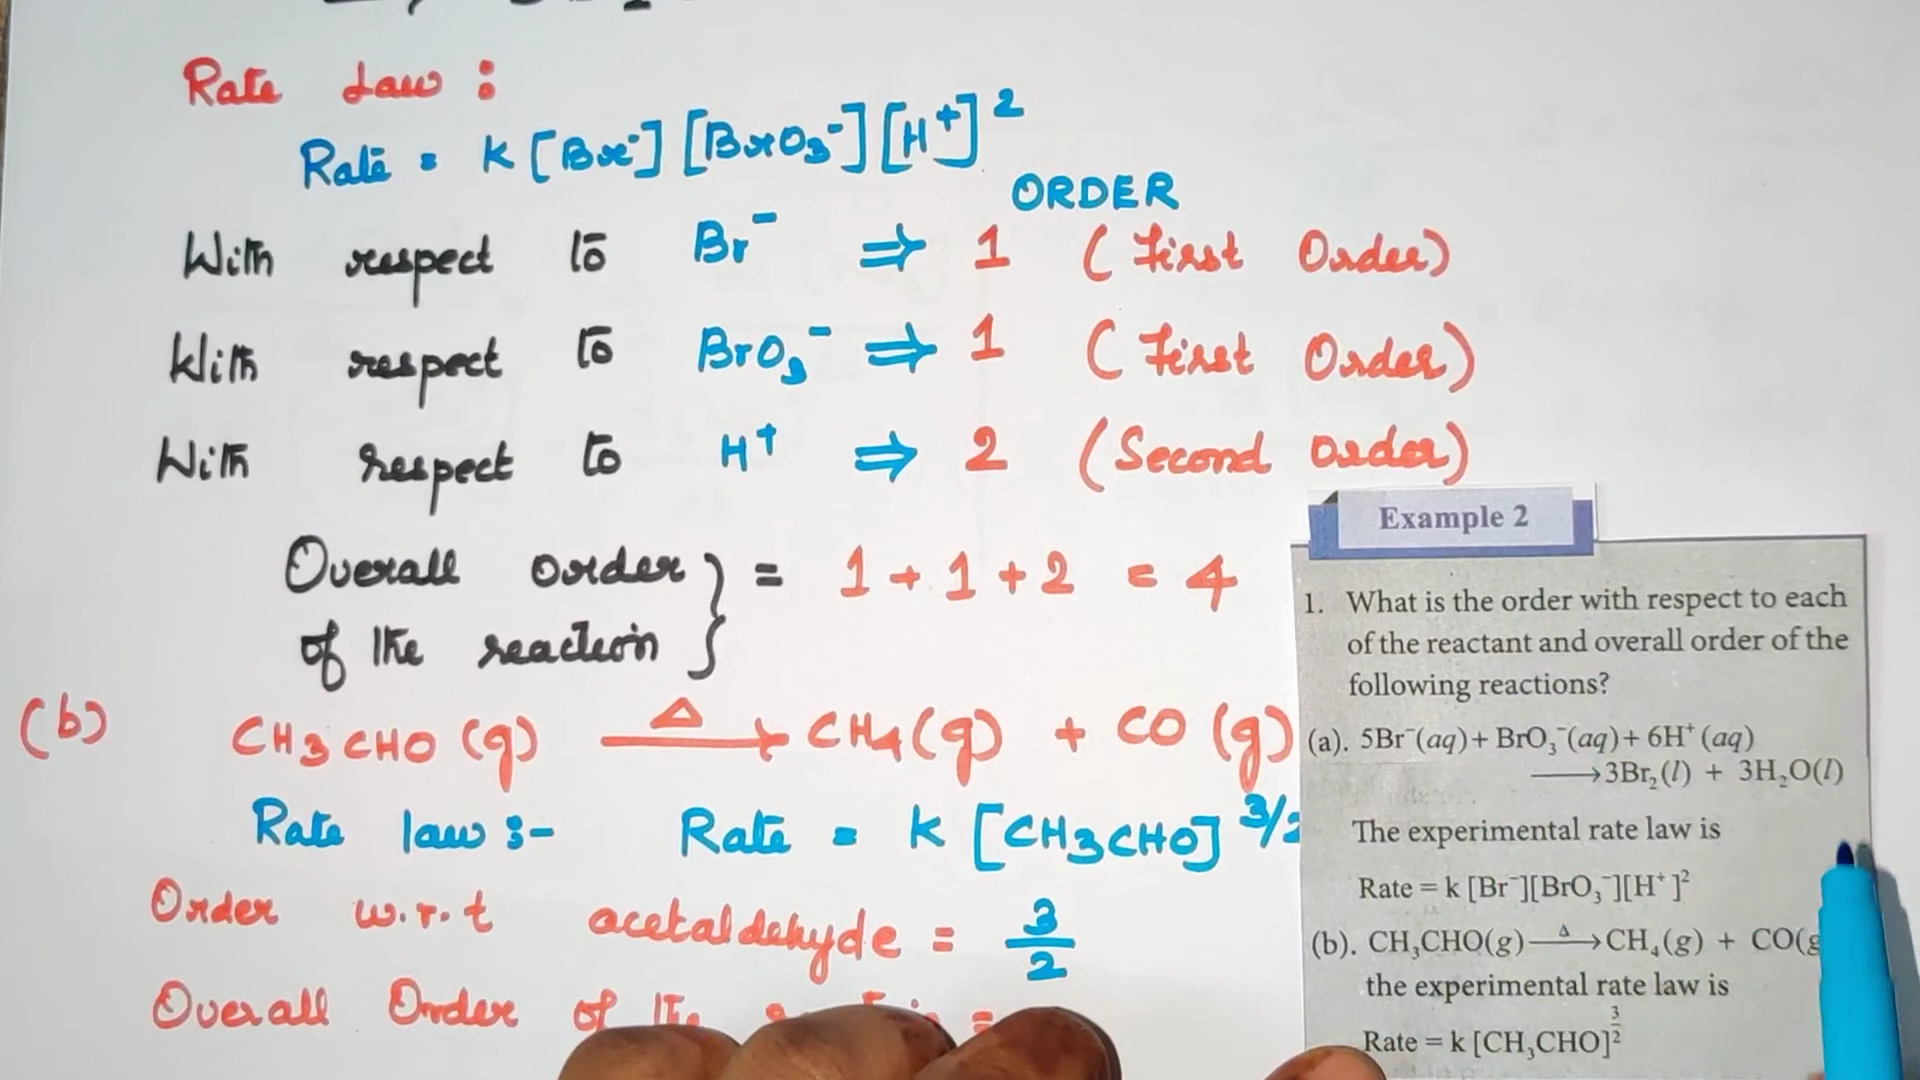 Rate Law :
Rate = K [Br⁻] [BrO₃⁻] [H⁺]²
ORDER
With respect to Br⁻ ⇒ 1 (First Order)
With respect to BrO₃⁻ ⇒ 1 (First Order)
With respect to H⁺ ⇒ 2 (Second Order)
Overall order } = 1 + 1 + 2 = 4
of the reaction
(b) CH₃CHO (g) —Δ→ CH₄ (g) + CO (g)
Rate law :- Rate = K [CH₃CHO] 3/2
Order w.r.t acetaldehyde = 3/2
Overall Order of the =
Example 2
1. What is the order with respect to each
of the reactant and overall order of the
following reactions?
(a). 5Br⁻(aq) + BrO₃⁻(aq) + 6H⁺(aq)
⟶ 3Br₂(l) + 3H₂O(l)
The experimental rate law is
Rate = k [Br⁻][BrO₃⁻][H⁺]²
(b). CH₃CHO(g) —Δ→ CH₄(g) + CO(g
the experimental rate law is
Rate = k [CH₃CHO]^3/2